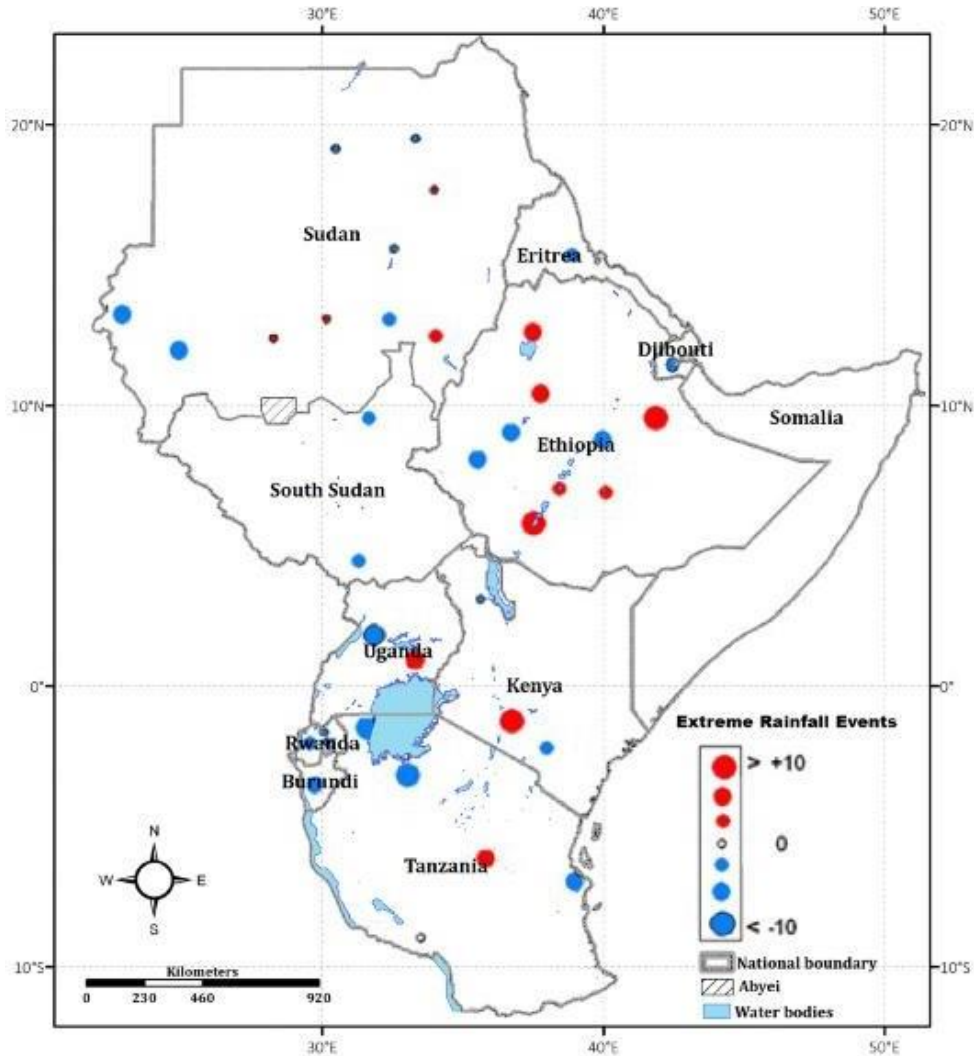 30°E 40°E 50°E
20°N 20°N
Sudan
Eritrea
Djibouti
10°N 10°N
Somalia
Ethiopia
South Sudan
Uganda
0° 0°
Kenya
Extreme Rainfall Events
> +10
0
< -10
Rwanda
Burundi
Tanzania
N
W E
S
10°S 10°S
National boundary
Abyei
Water bodies
Kilometers
0 230 460 920
30°E 40°E 50°E